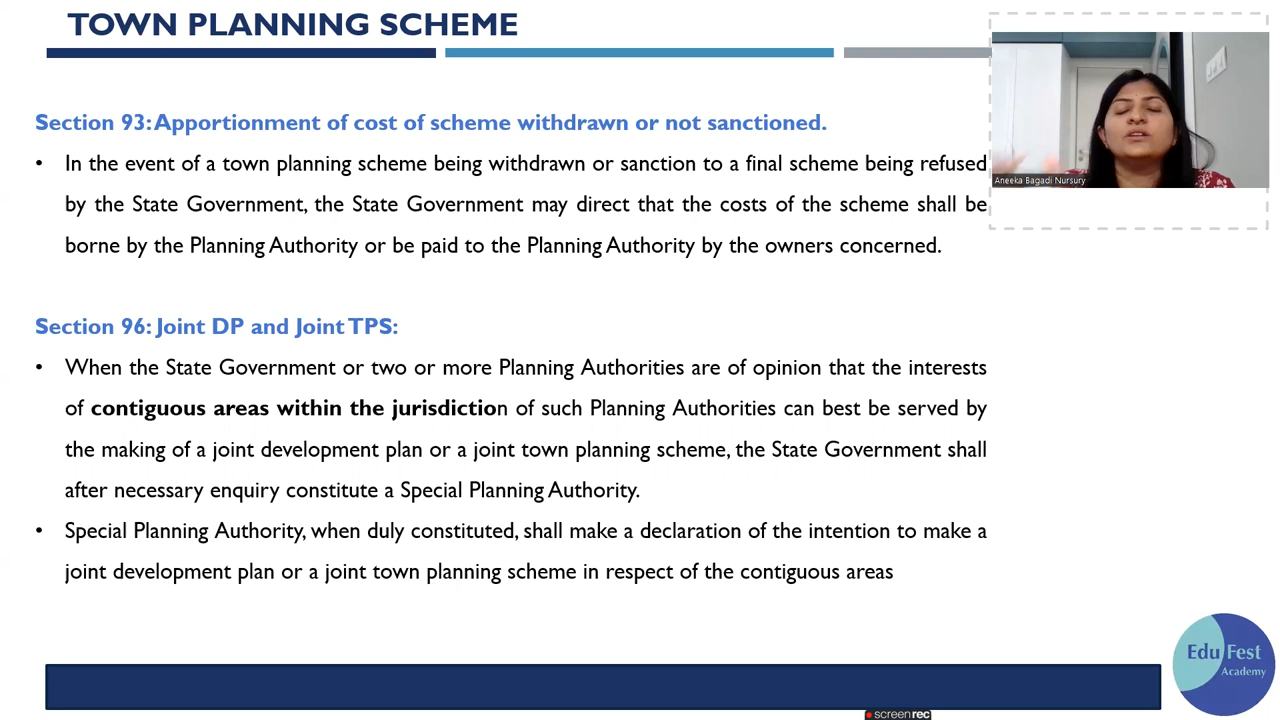 TOWN PLANNING SCHEME
Section 93: Apportionment of cost of scheme withdrawn or not sanctioned.
• In the event of a town planning scheme being withdrawn or sanction to a final scheme being refused
by the State Government, the State Government may direct that the costs of the scheme shall be
borne by the Planning Authority or be paid to the Planning Authority by the owners concerned.
Aneeka Bagadi Nursury
Section 96: Joint DP and Joint TPS:
• When the State Government or two or more Planning Authorities are of opinion that the interests
of contiguous areas within the jurisdiction of such Planning Authorities can best be served by
the making of a joint development plan or a joint town planning scheme, the State Government shall
after necessary enquiry constitute a Special Planning Authority.
• Special Planning Authority, when duly constituted, shall make a declaration of the intention to make a
joint development plan or a joint town planning scheme in respect of the contiguous areas
Edu Fest
Academy
screenrec